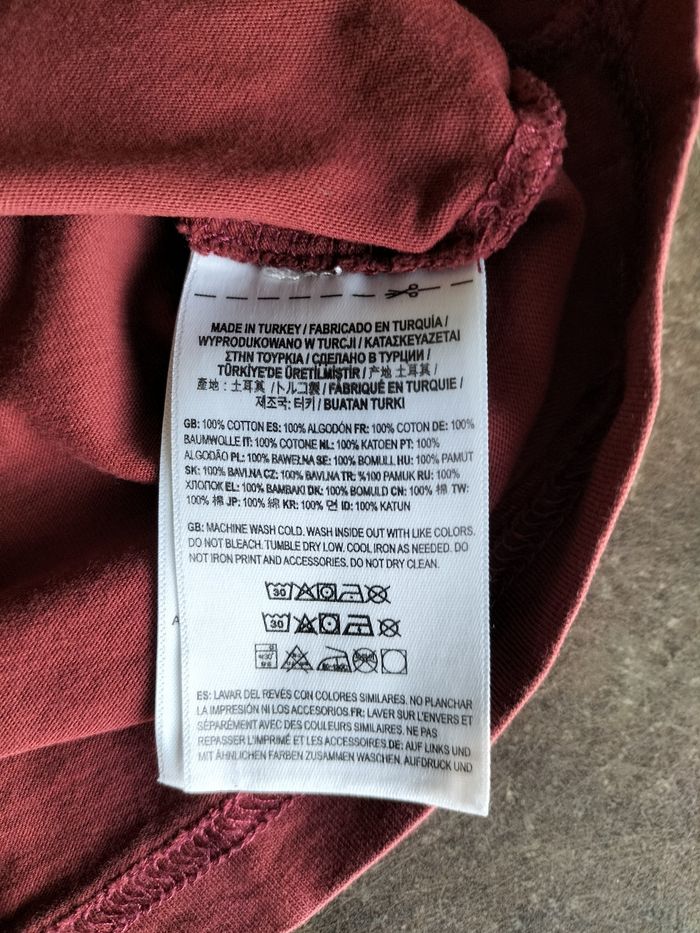 MADE IN TURKEY / FABRICADO EN TURQUÍA /
WYPRODUKOWANO W TURCJI / ΚΑΤΑΣΚΕΥΑΖΕΤΑΙ
ΣΤΗΝ ΤΟΥΡΚΙΑ / СДЕЛАНО В ТУРЦИИ /
TÜRKİYE'DE ÜRETİLMİŞTİR / 产地 : 土耳其 /
產地 : 土耳其 /トルコ製 / FABRIQUÉ EN TURQUIE /
제조국: 터키 / BUATAN TURKI
GB: 100% COTTON ES: 100% ALGODÓN FR: 100% COTON DE: 100%
BAUMWOLLE IT: 100% COTONE NL: 100% KATOEN PT: 100%
ALGODÃO PL: 100% BAWEŁNA SE: 100% BOMULL HU: 100% PAMUT
SK: 100% BAVLNA CZ: 100% BAVLNA TR: %100 PAMUK RU: 100%
ХЛОПОК EL: 100% ΒΑΜΒΑΚΙ DK: 100% BOMULD CN: 100% 棉 TW:
100% 棉 JP: 100% 綿 KR: 100% 면 ID: 100% KATUN
GB: MACHINE WASH COLD. WASH INSIDE OUT WITH LIKE COLORS.
DO NOT BLEACH. TUMBLE DRY LOW. COOL IRON AS NEEDED. DO
NOT IRON PRINT AND ACCESSORIES. DO NOT DRY CLEAN.
30
30
ES: LAVAR DEL REVÉS CON COLORES SIMILARES. NO PLANCHAR
LA IMPRESIÓN NI LOS ACCESORIOS.FR: LAVER SUR L'ENVERS ET
SÉPARÉMENT AVEC DES COULEURS SIMILAIRES. NE PAS
REPASSER L'IMPRIMÉ ET LES ACCESSOIRES.DE: AUF LINKS UND
MIT ÄHNLICHEN FARBEN ZUSAMMEN WASCHEN. AUFDRUCK UND